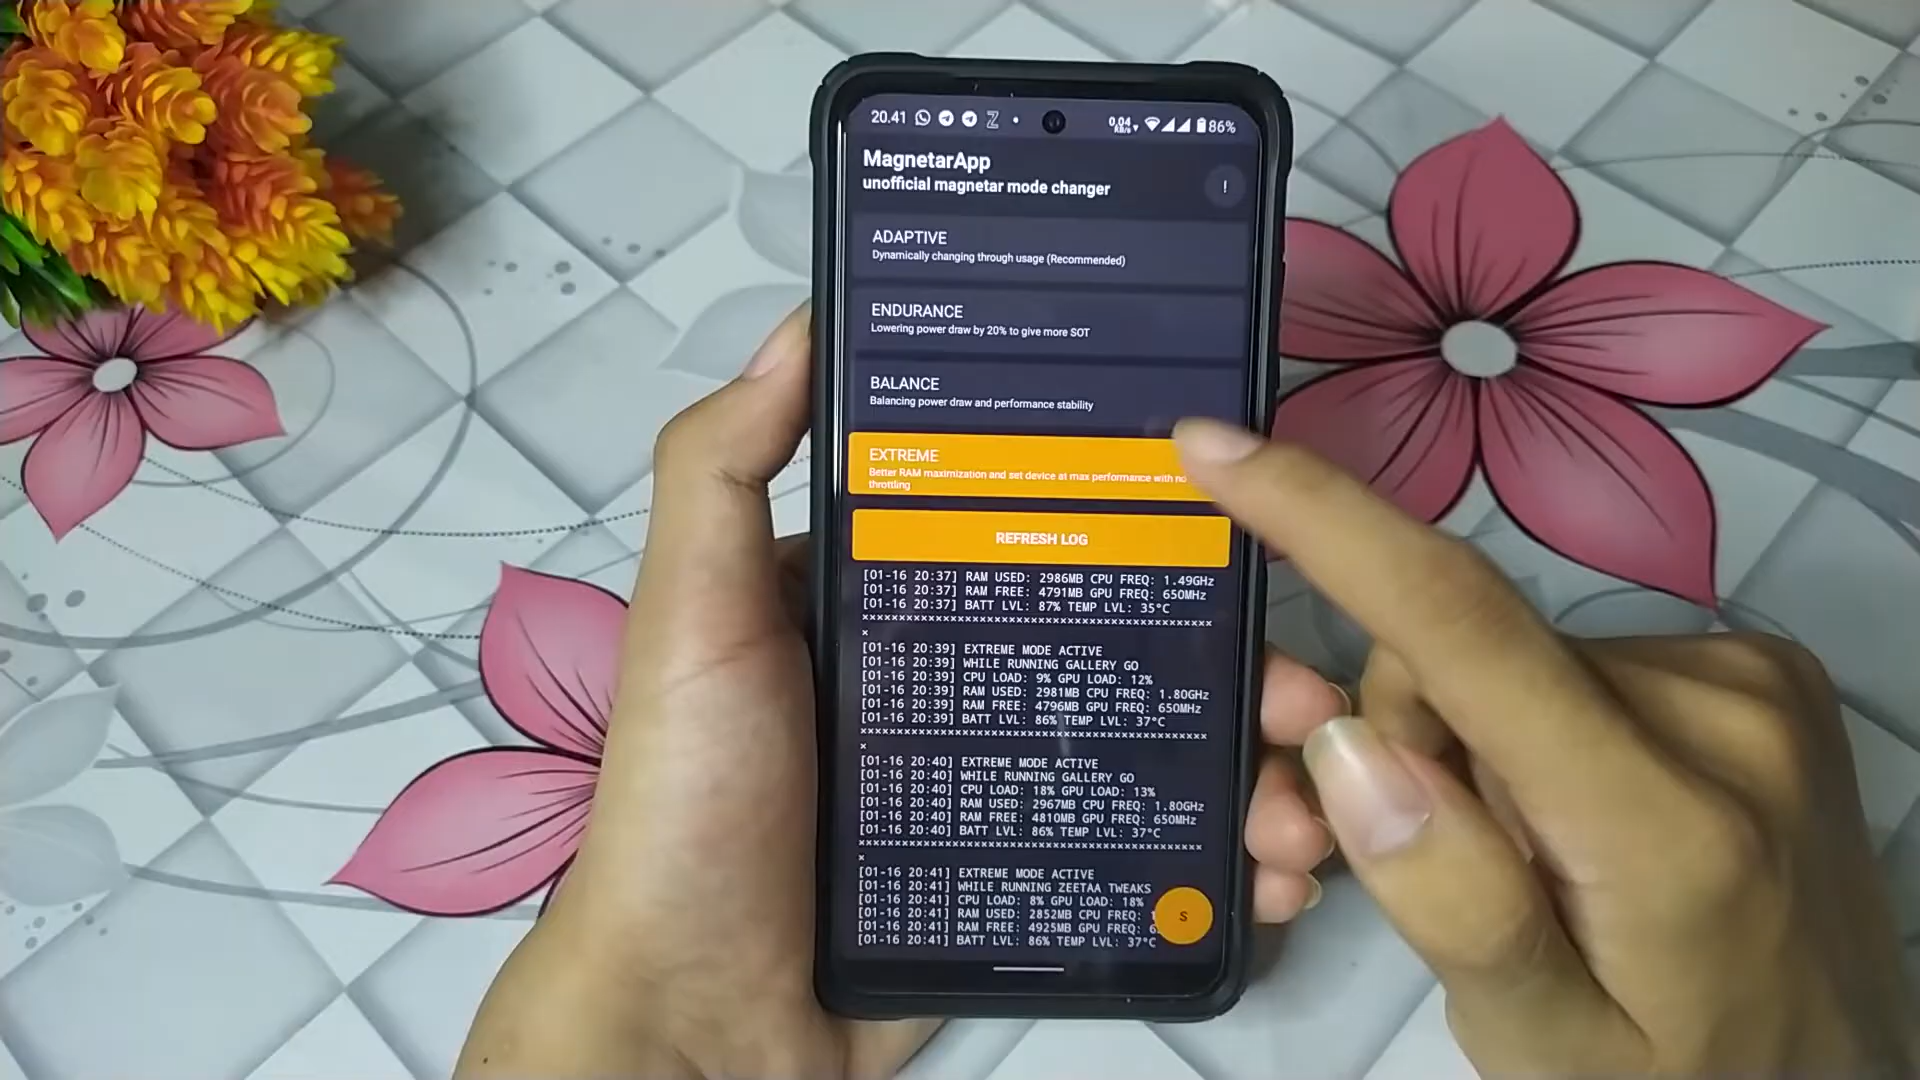 20.41 0,04 KB/s 86%
MagnetarApp
unofficial magnetar mode changer
!
ADAPTIVE
Dynamically changing through usage (Recommended)
ENDURANCE
Lowering power draw by 20% to give more SOT
BALANCE
Balancing power draw and performance stability
EXTREME
Better RAM maximization and set device at max performance with no
throttling
REFRESH LOG
[01-16 20:37] RAM USED: 2986MB CPU FREQ: 1.49GHz
[01-16 20:37] RAM FREE: 4791MB GPU FREQ: 650MHz
[01-16 20:37] BATT LVL: 87% TEMP LVL: 35°C
[01-16 20:39] EXTREME MODE ACTIVE
[01-16 20:39] WHILE RUNNING GALLERY GO
[01-16 20:39] CPU LOAD: 9% GPU LOAD: 12%
[01-16 20:39] RAM USED: 2981MB CPU FREQ: 1.80GHz
[01-16 20:39] RAM FREE: 4796MB GPU FREQ: 650MHz
[01-16 20:39] BATT LVL: 86% TEMP LVL: 37°C
[01-16 20:40] EXTREME MODE ACTIVE
[01-16 20:40] WHILE RUNNING GALLERY GO
[01-16 20:40] CPU LOAD: 18% GPU LOAD: 13%
[01-16 20:40] RAM USED: 2967MB CPU FREQ: 1.80GHz
[01-16 20:40] RAM FREE: 4810MB GPU FREQ: 650MHz
[01-16 20:40] BATT LVL: 86% TEMP LVL: 37°C
[01-16 20:41] EXTREME MODE ACTIVE
[01-16 20:41] WHILE RUNNING ZEETAA TWEAKS
[01-16 20:41] CPU LOAD: 8% GPU LOAD: 18%
[01-16 20:41] RAM USED: 2852MB CPU FREQ:
[01-16 20:41] RAM FREE: 4925MB GPU FREQ:
[01-16 20:41] BATT LVL: 86% TEMP LVL: 37°C
S